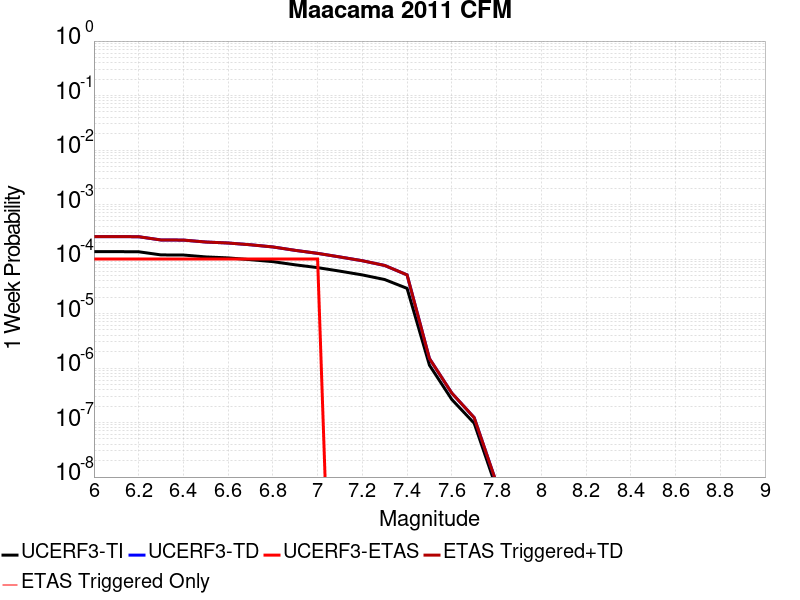 Maacama 2011 CFM
1 Week Probability
10^0
10^-1
10^-2
10^-3
10^-4
10^-5
10^-6
10^-7
10^-8
6 6.2 6.4 6.6 6.8 7 7.2 7.4 7.6 7.8 8 8.2 8.4 8.6 8.8 9
Magnitude
UCERF3-TI UCERF3-TD UCERF3-ETAS ETAS Triggered+TD
ETAS Triggered Only